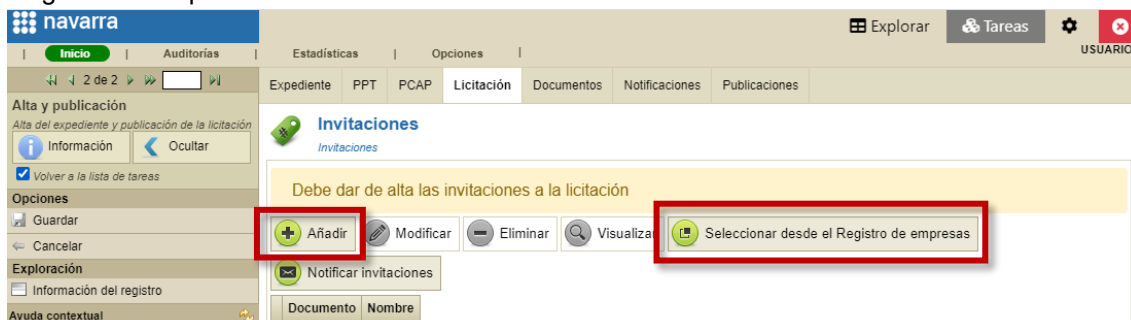 navarra
Explorar Tareas
USUARIO
| Inicio | Auditorías | Estadísticas | Opciones |
2 de 2
Expediente PPT PCAP Licitación Documentos Notificaciones Publicaciones
Alta y publicación
Alta del expediente y publicación de la licitación
Información Ocultar
Volver a la lista de tareas
Opciones
Guardar
Cancelar
Exploración
Información del registro
Ayuda contextual
Invitaciones
Invitaciones
Debe dar de alta las invitaciones a la licitación
Añadir Modificar Eliminar Visualizar Seleccionar desde el Registro de empresas
Notificar invitaciones
Documento Nombre